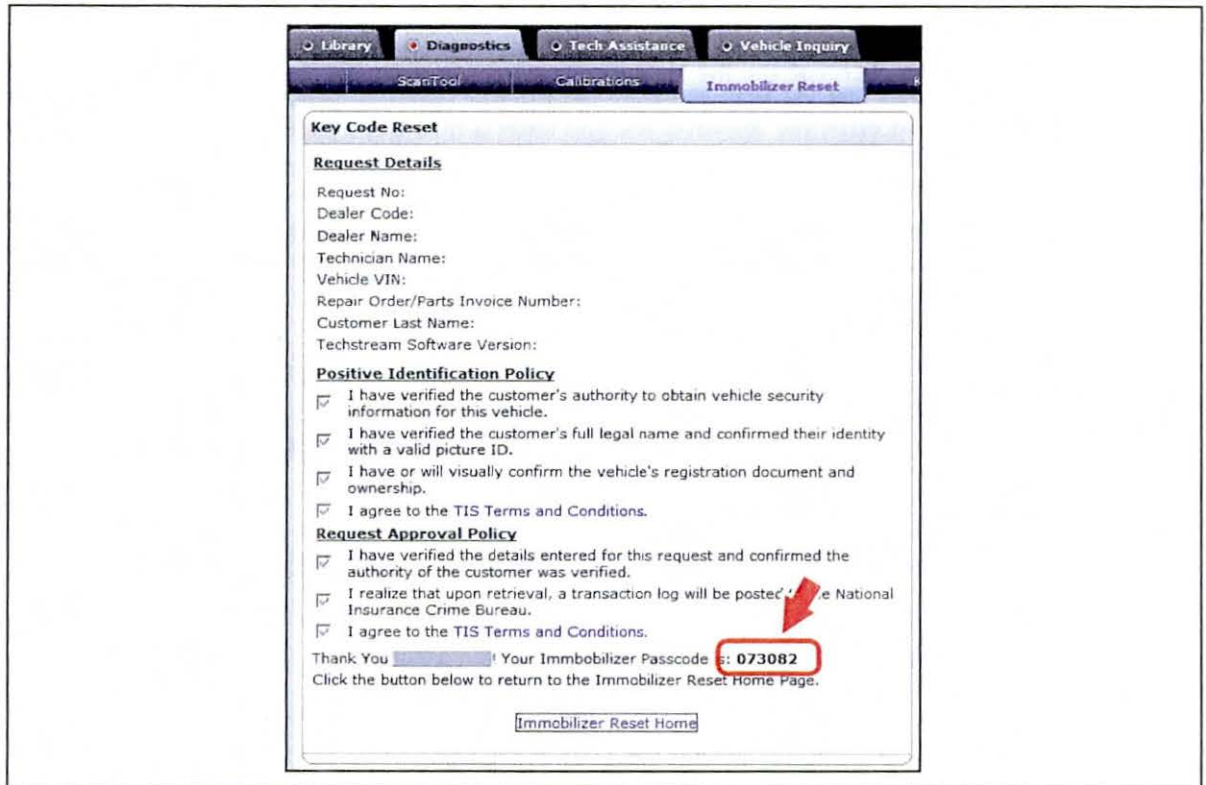 Library Diagnostics Tech Assistance Vehicle Inquiry
ScanTool Calibrations Immobilizer Reset
Key Code Reset
Request Details
Request No:
Dealer Code:
Dealer Name:
Technician Name:
Vehicle VIN:
Repair Order/Parts Invoice Number:
Customer Last Name:
Techstream Software Version:
Positive Identification Policy
I have verified the customer's authority to obtain vehicle security
information for this vehicle.
I have verified the customer's full legal name and confirmed their identity
with a valid picture ID.
I have or will visually confirm the vehicle's registration document and
ownership.
I agree to the TIS Terms and Conditions.
Request Approval Policy
I have verified the details entered for this request and confirmed the
authority of the customer was verified.
I realize that upon retrieval, a transaction log will be posted National
Insurance Crime Bureau.
I agree to the TIS Terms and Conditions.
Thank You ! Your Immbobilizer Passcode is: 073082
Click the button below to return to the Immobilizer Reset Home Page.
Immobilizer Reset Home